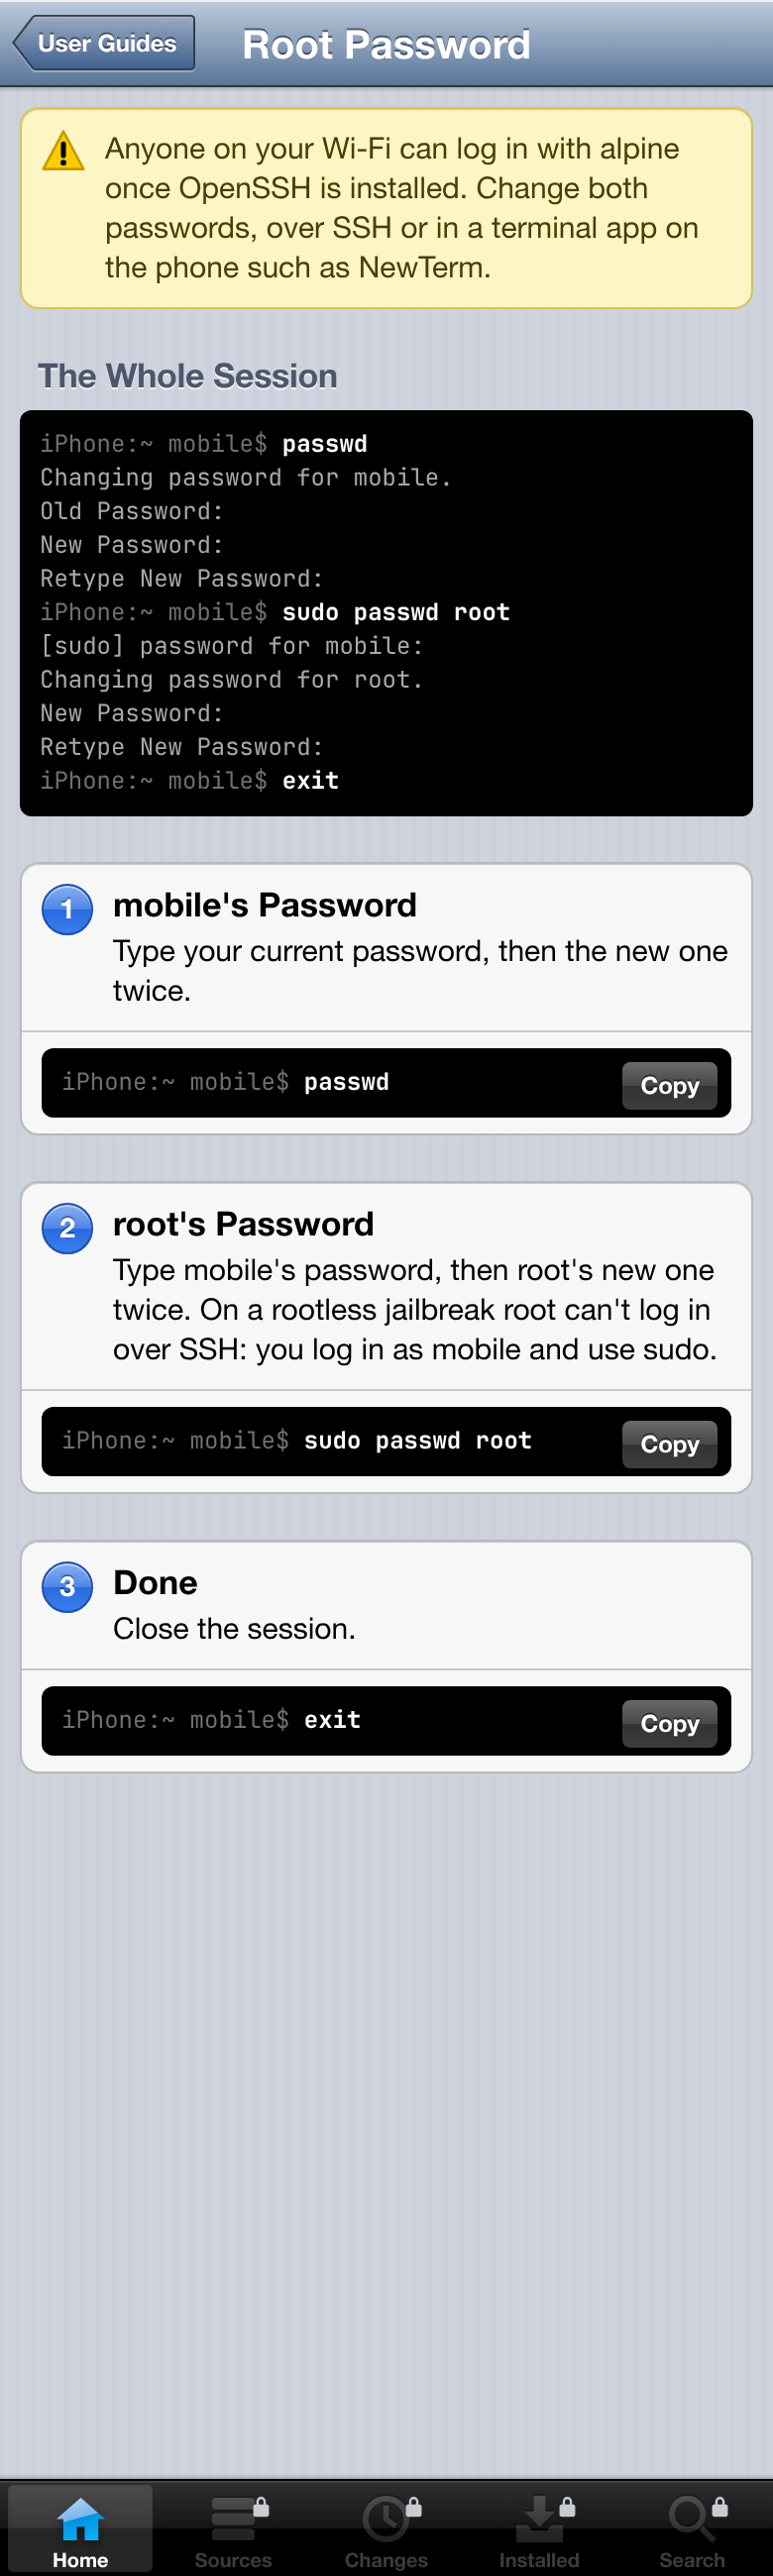 User Guides
Root Password
Anyone on your Wi-Fi can log in with alpine
once OpenSSH is installed. Change both
passwords, over SSH or in a terminal app on
the phone such as NewTerm.
The Whole Session
iPhone:~ mobile$ passwd
Changing password for mobile.
Old Password:
New Password:
Retype New Password:
iPhone:~ mobile$ sudo passwd root
[sudo] password for mobile:
Changing password for root.
New Password:
Retype New Password:
iPhone:~ mobile$ exit
1
mobile's Password
Type your current password, then the new one
twice.
iPhone:~ mobile$ passwd
Copy
2
root's Password
Type mobile's password, then root's new one
twice. On a rootless jailbreak root can't log in
over SSH: you log in as mobile and use sudo.
iPhone:~ mobile$ sudo passwd root
Copy
3
Done
Close the session.
iPhone:~ mobile$ exit
Copy
Home
Sources
Changes
Installed
Search